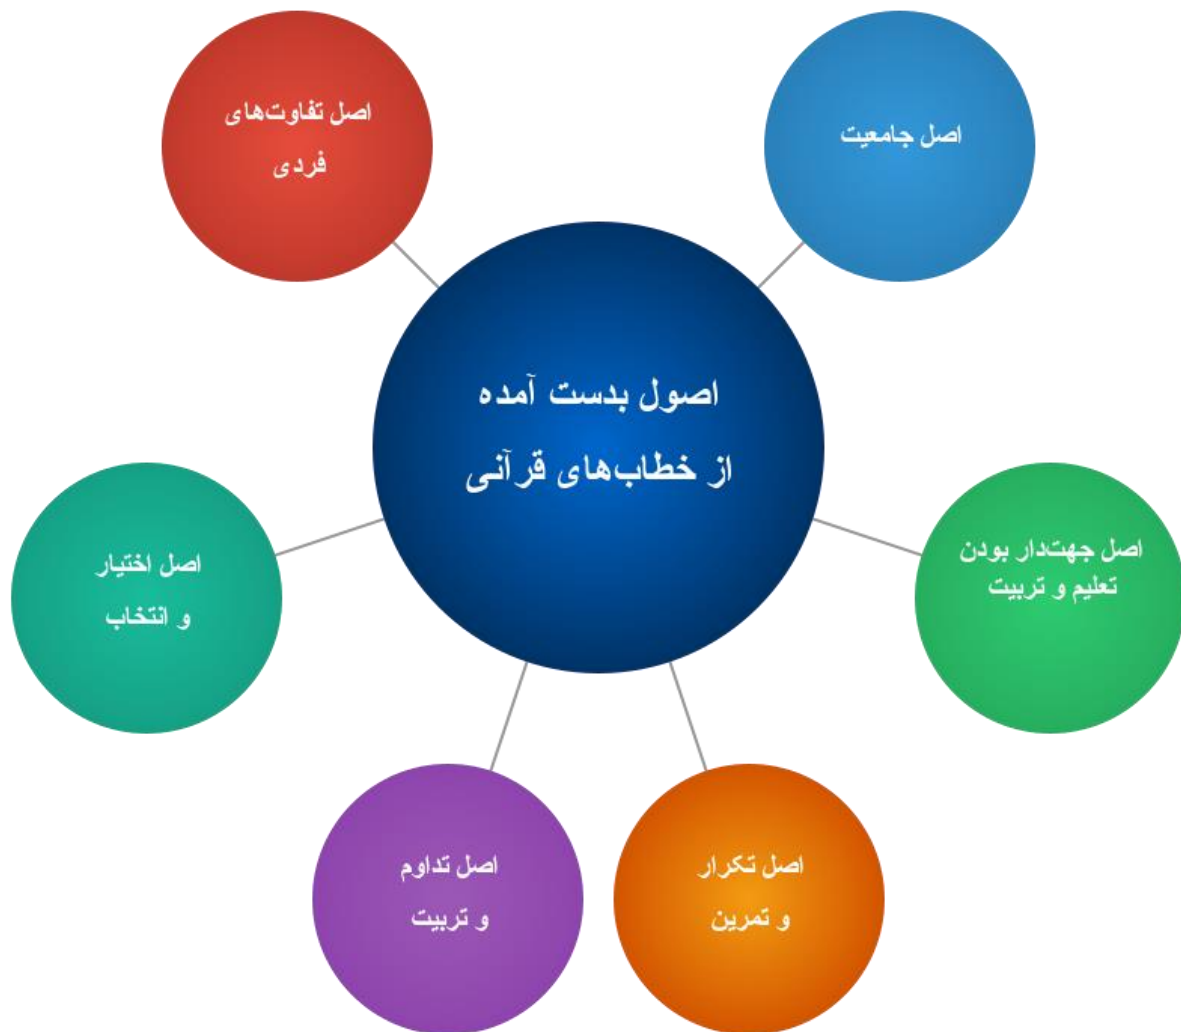 اصل جامعیت
اصل تفاوت‌های
فردی
اصول بدست آمده
از خطاب‌های قرآنی
اصل جهت‌دار بودن
تعلیم و تربیت
اصل اختیار
و انتخاب
اصل تکرار
و تمرین
اصل تداوم
و تربیت